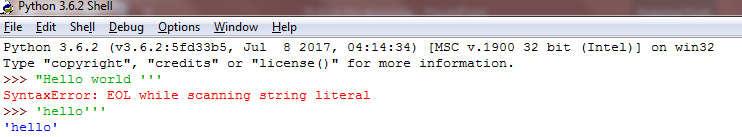 Python 3.6.2 Shell
File Edit Shell Debug Options Window Help
Python 3.6.2 (v3.6.2:5fd33b5, Jul  8 2017, 04:14:34) [MSC v.1900 32 bit (Intel)] on win32
Type "copyright", "credits" or "license()" for more information.
>>> "Hello world '''
SyntaxError: EOL while scanning string literal
>>> 'hello'''
'hello'